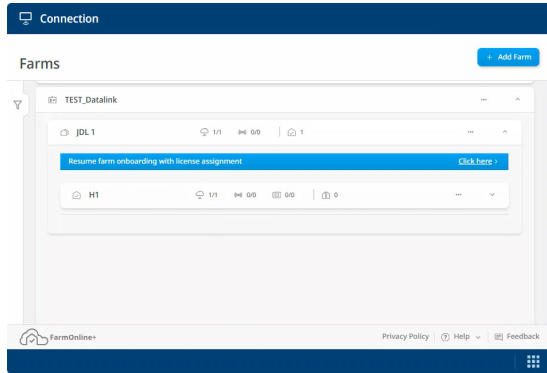 Connection
Farms
+ Add Farm
TEST_Datalink
JDL 1 1/1 0/0 1
Resume farm onboarding with license assignment Click here
H1 1/1 0/0 0/0 0
FarmOnline+ Privacy Policy Help Feedback